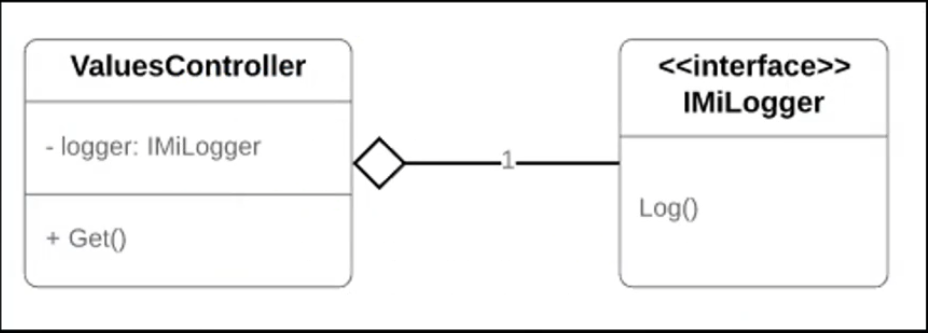 ValuesController
- logger: IMiLogger
+ Get()
1
<<interface>>
IMiLogger
Log()